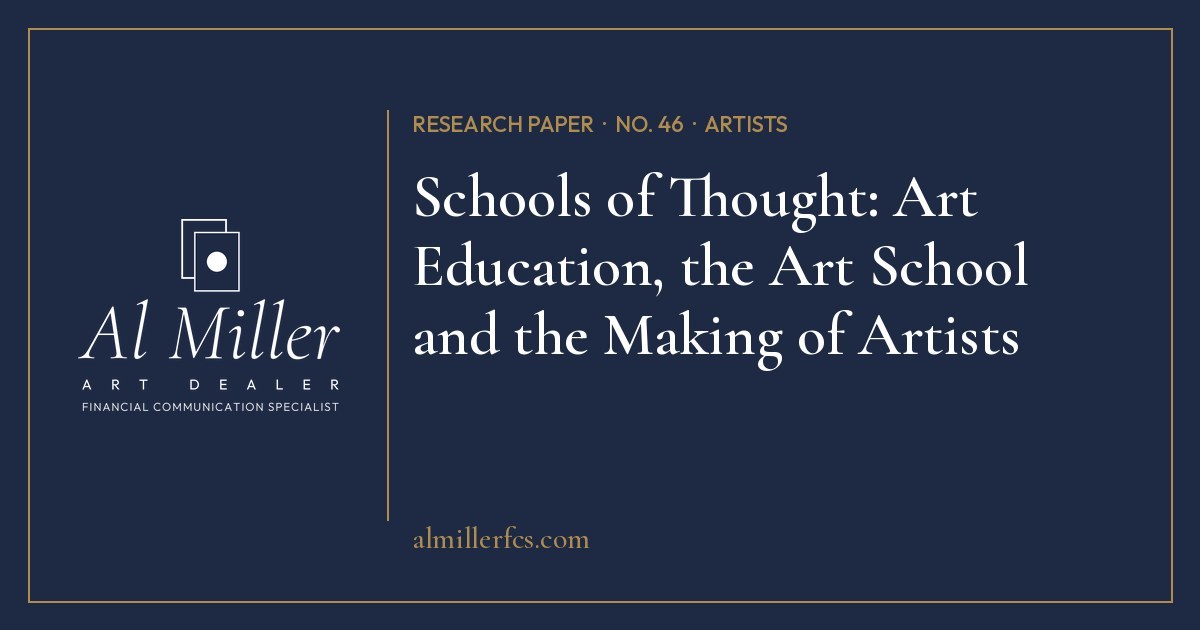 Al Miller
ART DEALER
FINANCIAL COMMUNICATION SPECIALIST
RESEARCH PAPER · NO. 46 · ARTISTS
Schools of Thought: Art
Education, the Art School
and the Making of Artists
almillerfcs.com